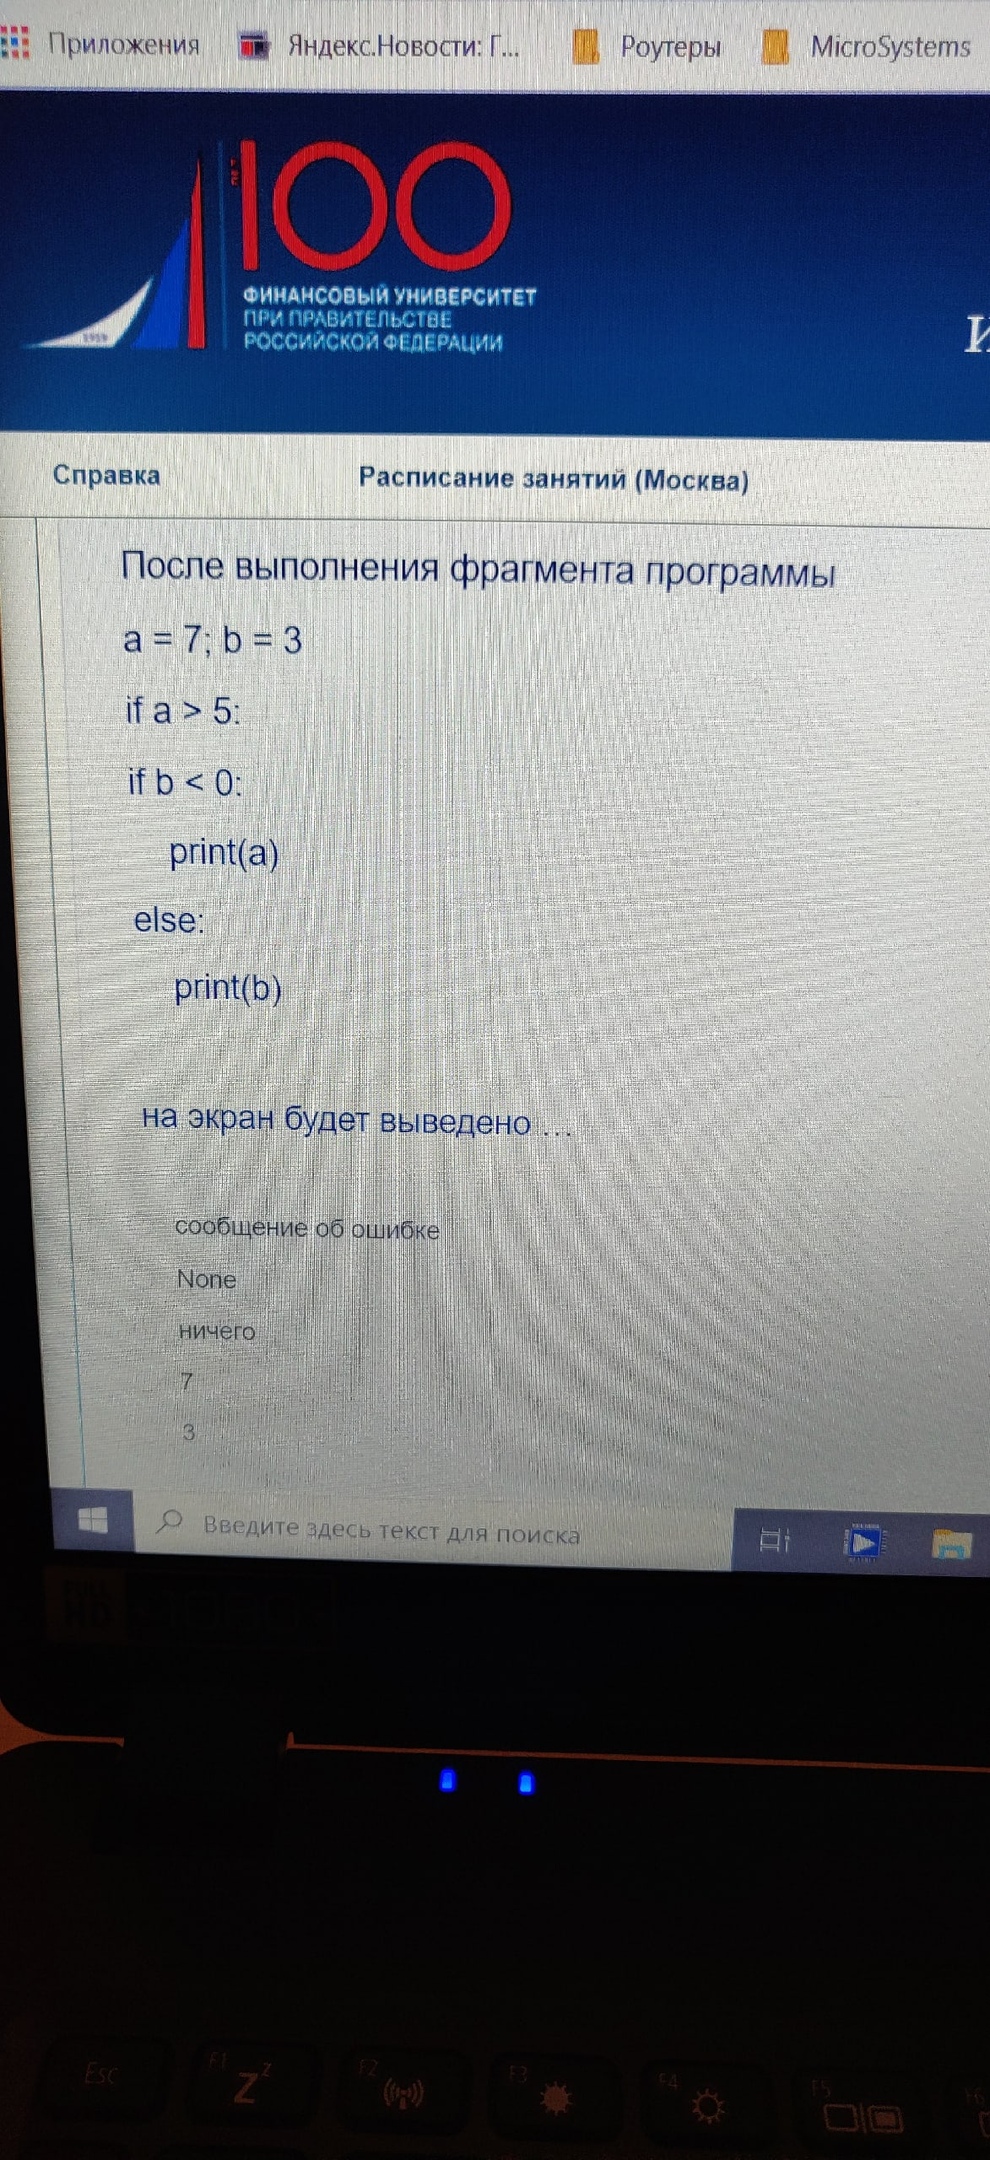 Приложения
Яндекс.Новости: Г...
Роутеры
MicroSystems
100
ФИНАНСОВЫЙ УНИВЕРСИТЕТ
ПРИ ПРАВИТЕЛЬСТВЕ
РОССИЙСКОЙ ФЕДЕРАЦИИ
1919
И
Справка
Расписание занятий (Москва)
После выполнения фрагмента программы
a = 7; b = 3
if a > 5:
if b < 0:
print(a)
else:
print(b)
на экран будет выведено ...
сообщение об ошибке
None
ничего
7
3
Введите здесь текст для поиска
Esc
F1
Z z
F2
F3
F4
F5
F6